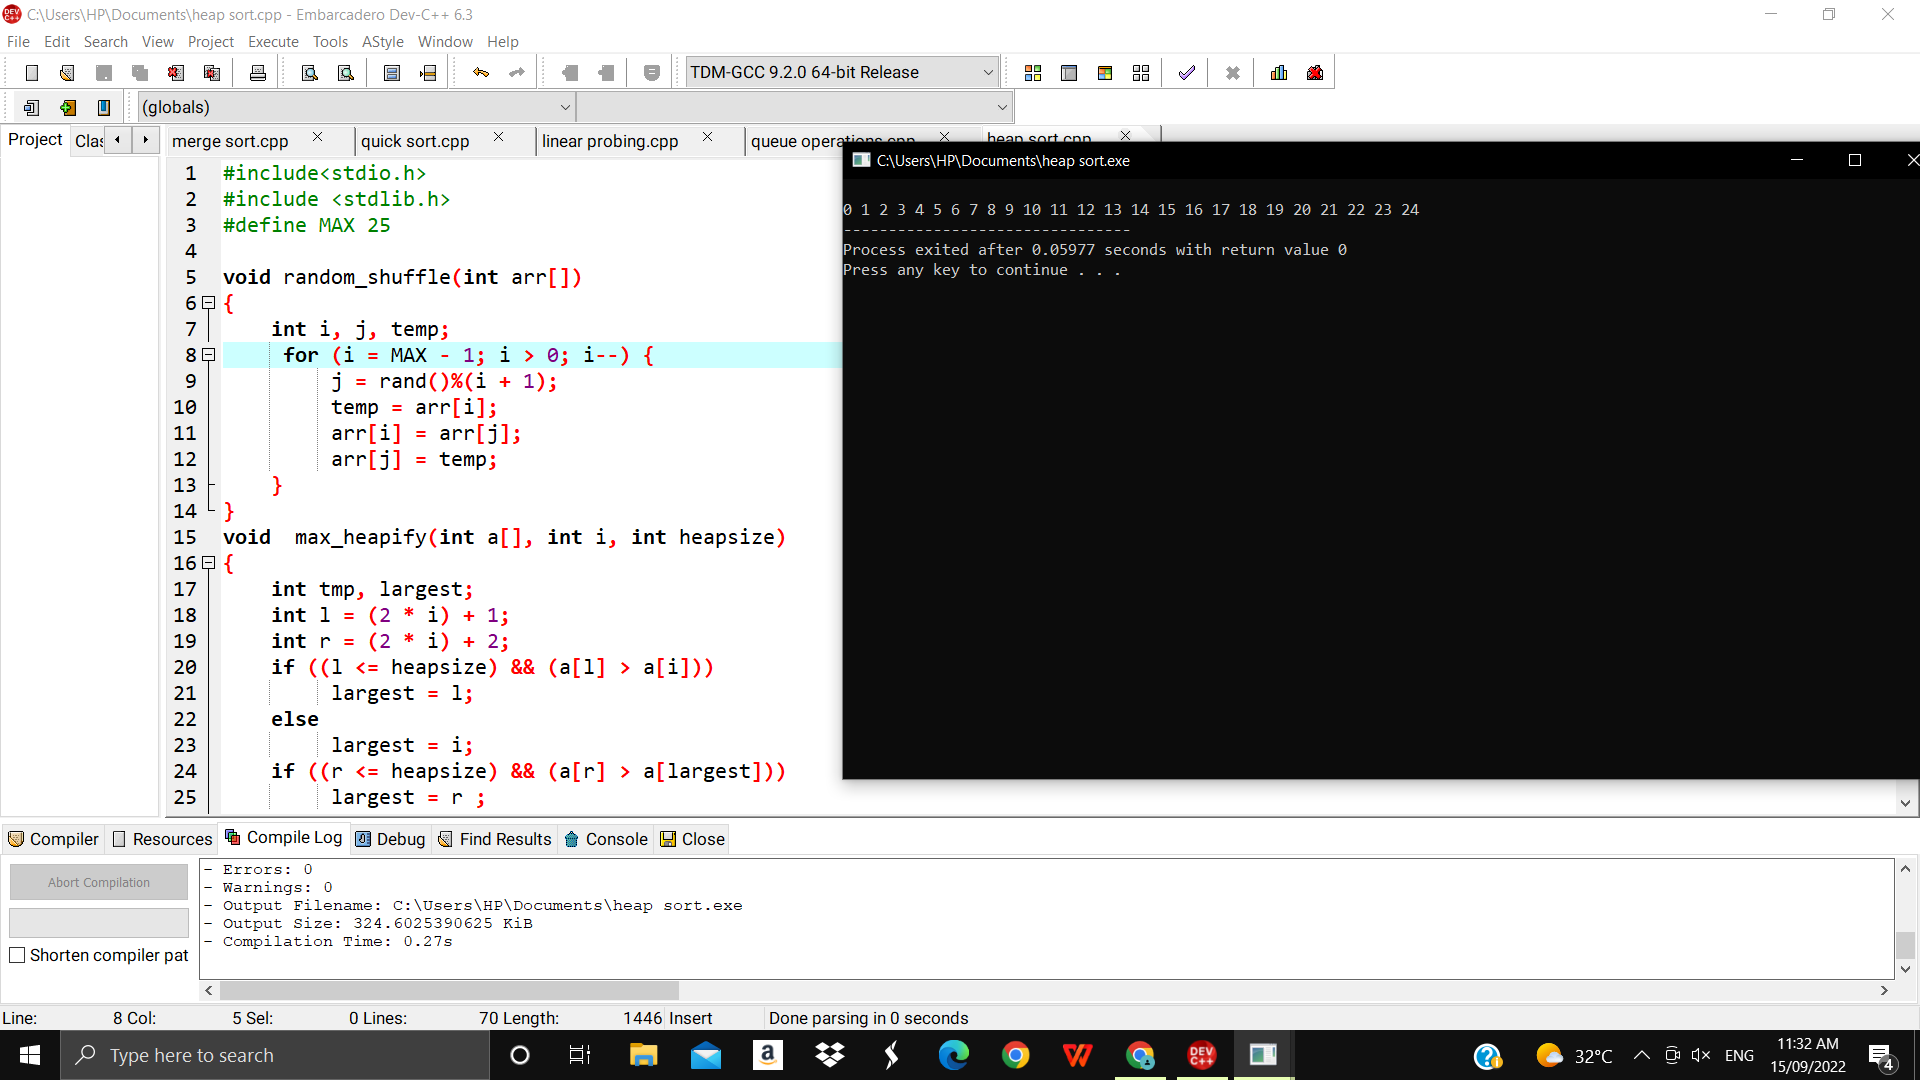 C:\Users\HP\Documents\heap sort.cpp - Embarcadero Dev-C++ 6.3
File Edit Search View Project Execute Tools AStyle Window Help
TDM-GCC 9.2.0 64-bit Release
(globals)
Project Clas merge sort.cpp quick sort.cpp linear probing.cpp queue operations.cpp heap sort.cpp
1 #include<stdio.h>
2 #include <stdlib.h>
3 #define MAX 25
4
5 void random_shuffle(int arr[])
6 {
7 int i, j, temp;
8 for (i = MAX - 1; i > 0; i--) {
9 j = rand()%(i + 1);
10 temp = arr[i];
11 arr[i] = arr[j];
12 arr[j] = temp;
13 }
14 }
15 void  max_heapify(int a[], int i, int heapsize)
16 {
17 int tmp, largest;
18 int l = (2 * i) + 1;
19 int r = (2 * i) + 2;
20 if ((l <= heapsize) && (a[l] > a[i]))
21 largest = l;
22 else
23 largest = i;
24 if ((r <= heapsize) && (a[r] > a[largest]))
25 largest = r ;
C:\Users\HP\Documents\heap sort.exe
0 1 2 3 4 5 6 7 8 9 10 11 12 13 14 15 16 17 18 19 20 21 22 23 24
--------------------------------
Process exited after 0.05977 seconds with return value 0
Press any key to continue . . .
Compiler Resources Compile Log Debug Find Results Console Close
Abort Compilation
Shorten compiler pat
- Errors: 0
- Warnings: 0
- Output Filename: C:\Users\HP\Documents\heap sort.exe
- Output Size: 324.6025390625 KiB
- Compilation Time: 0.27s
Line: 8 Col: 5 Sel: 0 Lines: 70 Length: 1446 Insert Done parsing in 0 seconds
Type here to search
DEV C++
32°C ENG
11:32 AM
15/09/2022
4